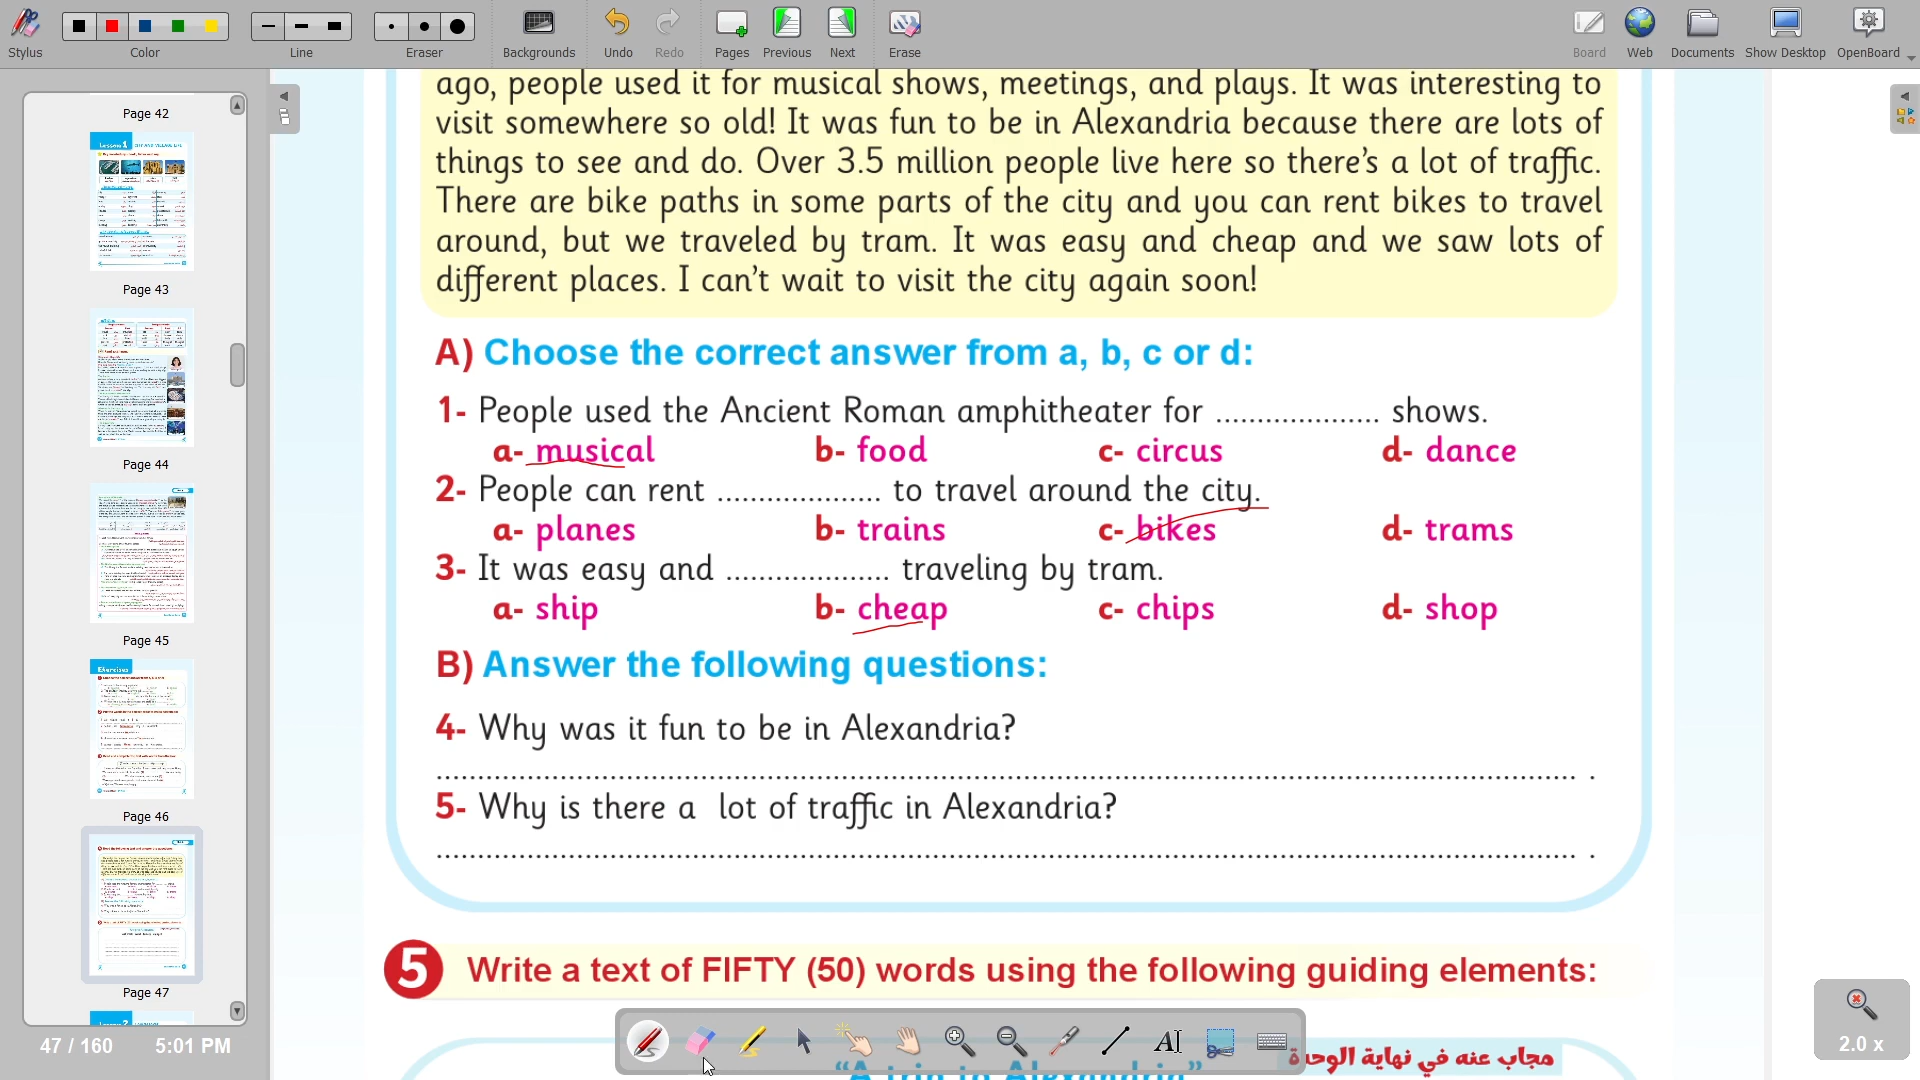 Stylus
Color
Line
Eraser
Backgrounds
Undo
Redo
Pages
Previous
Next
Erase
Board
Web
Documents
Show Desktop
OpenBoard
Page 42
Page 43
Page 44
Page 45
Page 46
Page 47
47 / 160
5:01 PM
ago, people used it for musical shows, meetings, and plays. It was interesting to
visit somewhere so old! It was fun to be in Alexandria because there are lots of
things to see and do. Over 3.5 million people live here so there's a lot of traffic.
There are bike paths in some parts of the city and you can rent bikes to travel
around, but we traveled by tram. It was easy and cheap and we saw lots of
different places. I can't wait to visit the city again soon!
A) Choose the correct answer from a, b, c or d:
1- People used the Ancient Roman amphitheater for .................... shows.
a- musical b- food c- circus d- dance
2- People can rent .................... to travel around the city.
a- planes b- trains c- bikes d- trams
3- It was easy and .................... traveling by tram.
a- ship b- cheap c- chips d- shop
B) Answer the following questions:
4- Why was it fun to be in Alexandria?
5- Why is there a lot of traffic in Alexandria?
5 Write a text of FIFTY (50) words using the following guiding elements:
"A trip to Alexandria"
مجاب عنه في نهاية الوحدة
2.0 x